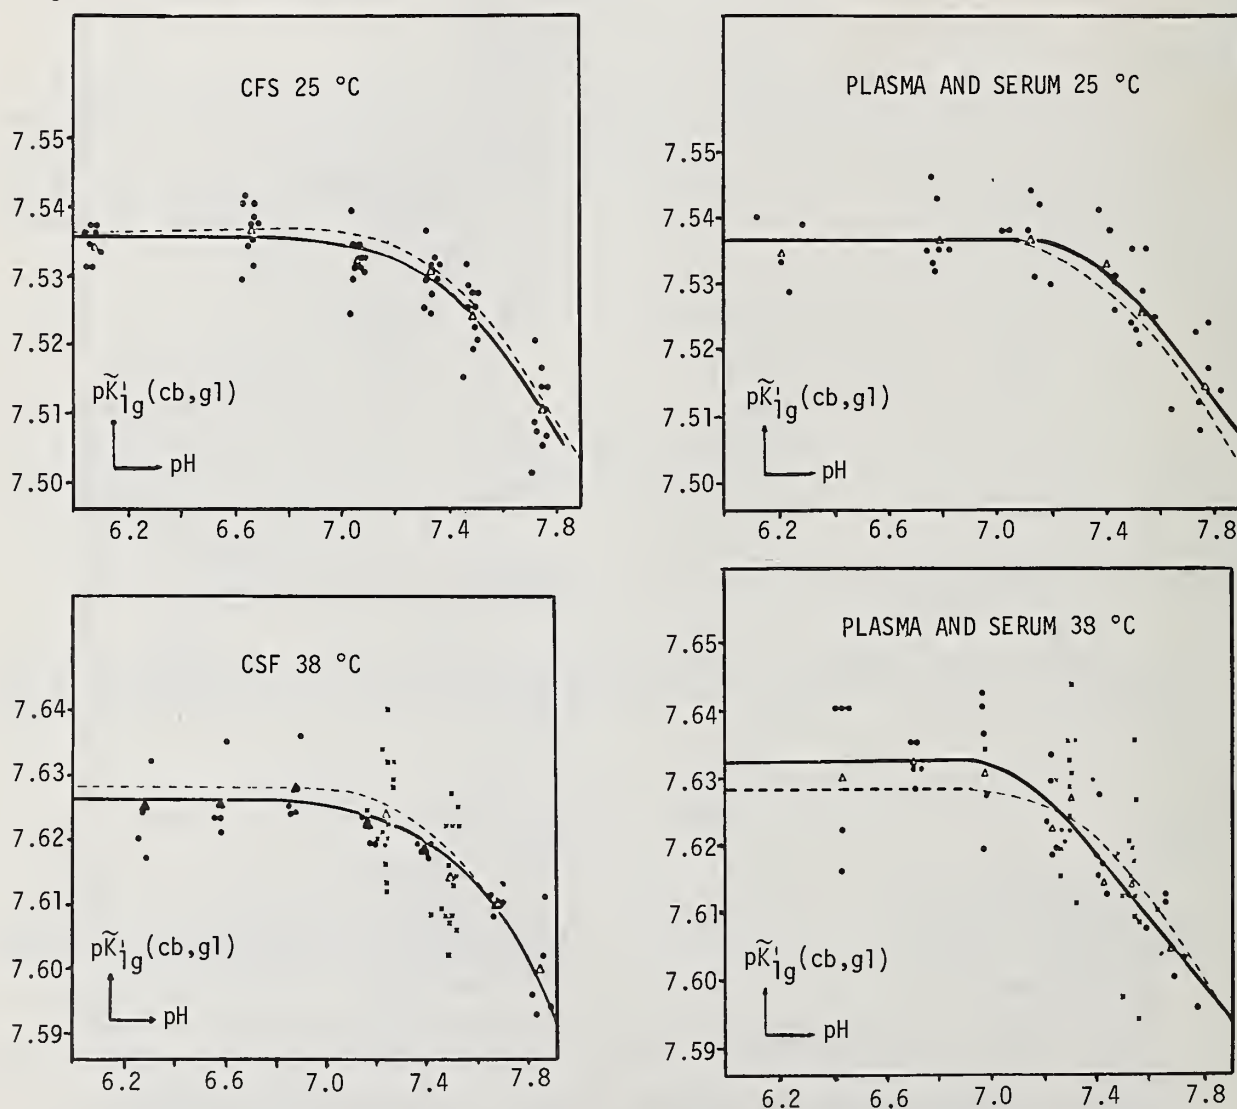 CFS 25 °C
7.55
7.54
7.53
7.52
7.51
7.50
pK̃'1g(cb,gl)
pH
6.2 6.6 7.0 7.4 7.8
PLASMA AND SERUM 25 °C
7.55
7.54
7.53
7.52
7.51
7.50
pK̃'1g(cb,gl)
pH
6.2 6.6 7.0 7.4 7.8
CSF 38 °C
7.64
7.63
7.62
7.61
7.60
7.59
pK̃'1g(cb,gl)
pH
6.2 6.6 7.0 7.4 7.8
PLASMA AND SERUM 38 °C
7.65
7.64
7.63
7.62
7.61
7.60
7.59
pK̃'1g(cb,gl)
pH
6.2 6.6 7.0 7.4 7.8